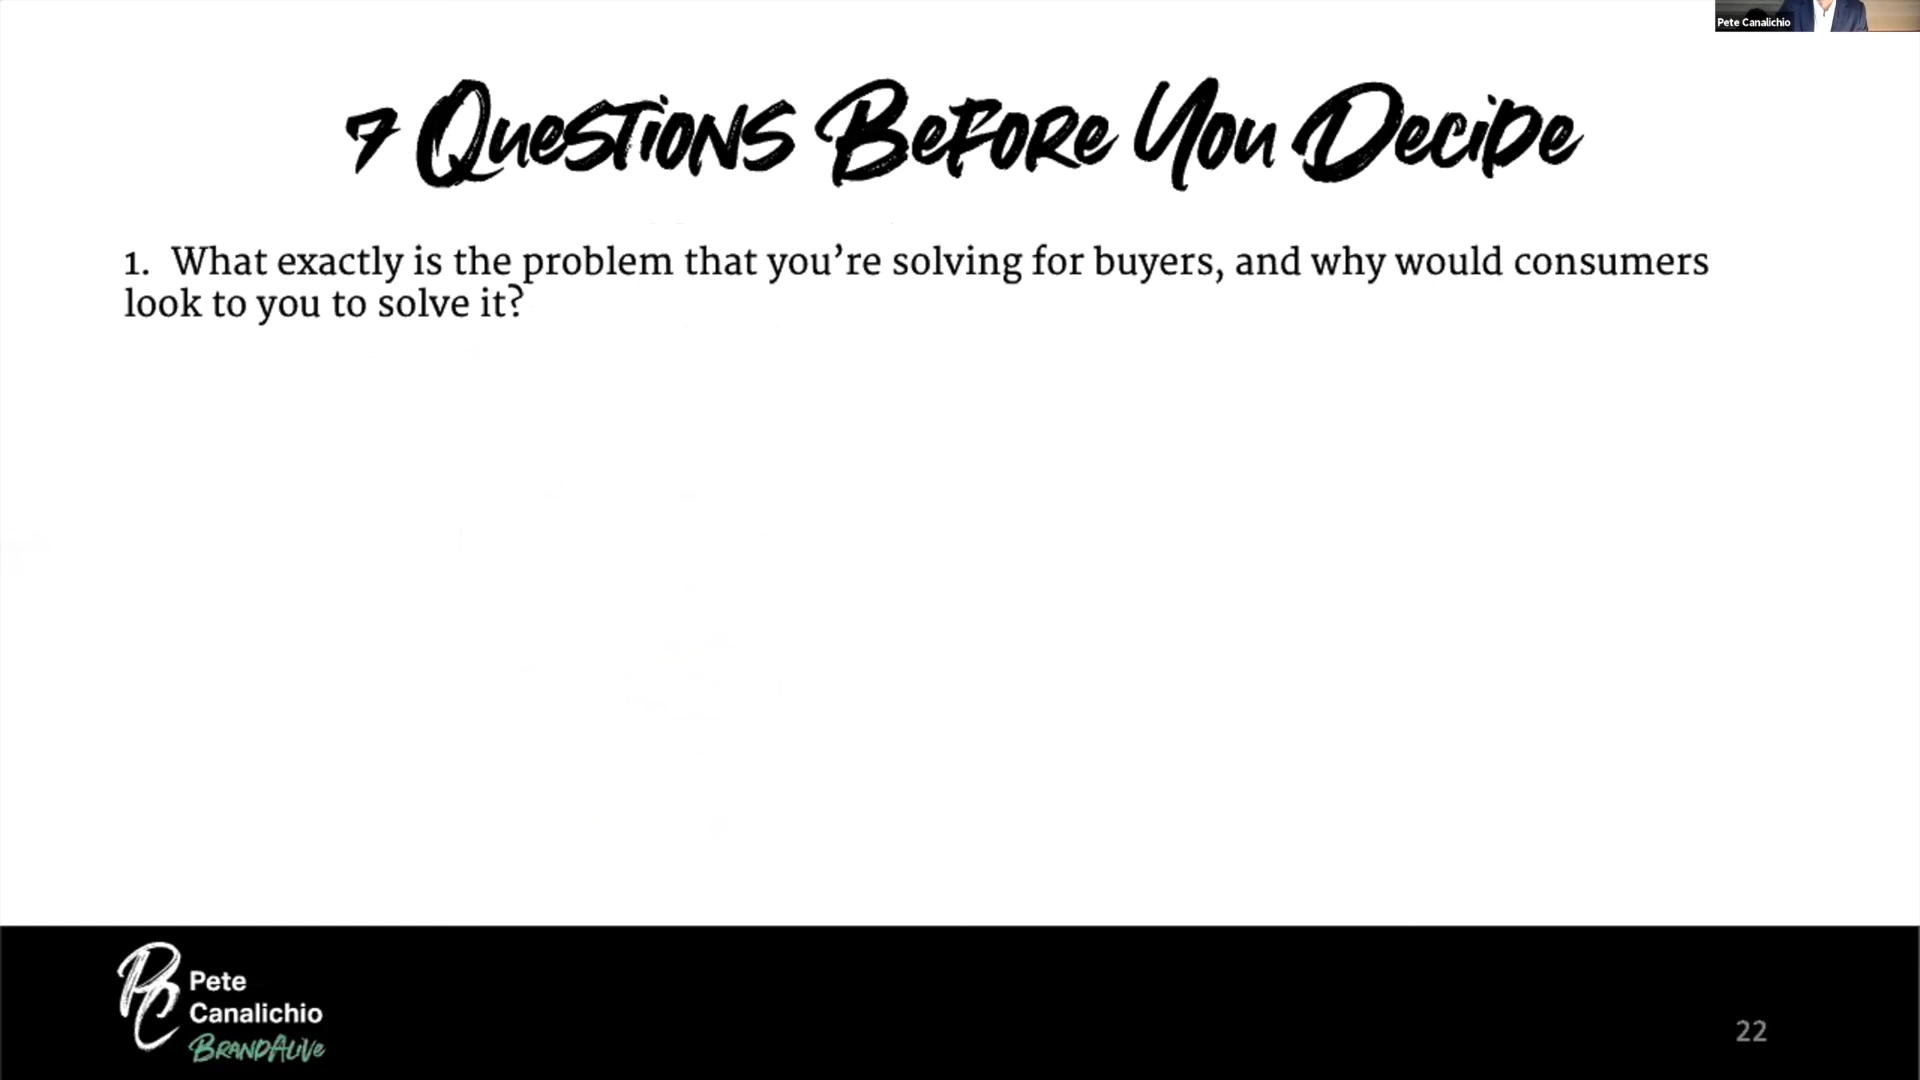 Pete Canalichio
7 Questions Before You Decide
1. What exactly is the problem that you’re solving for buyers, and why would consumers
look to you to solve it?
PC
Pete
Canalichio
BrandAlive
22